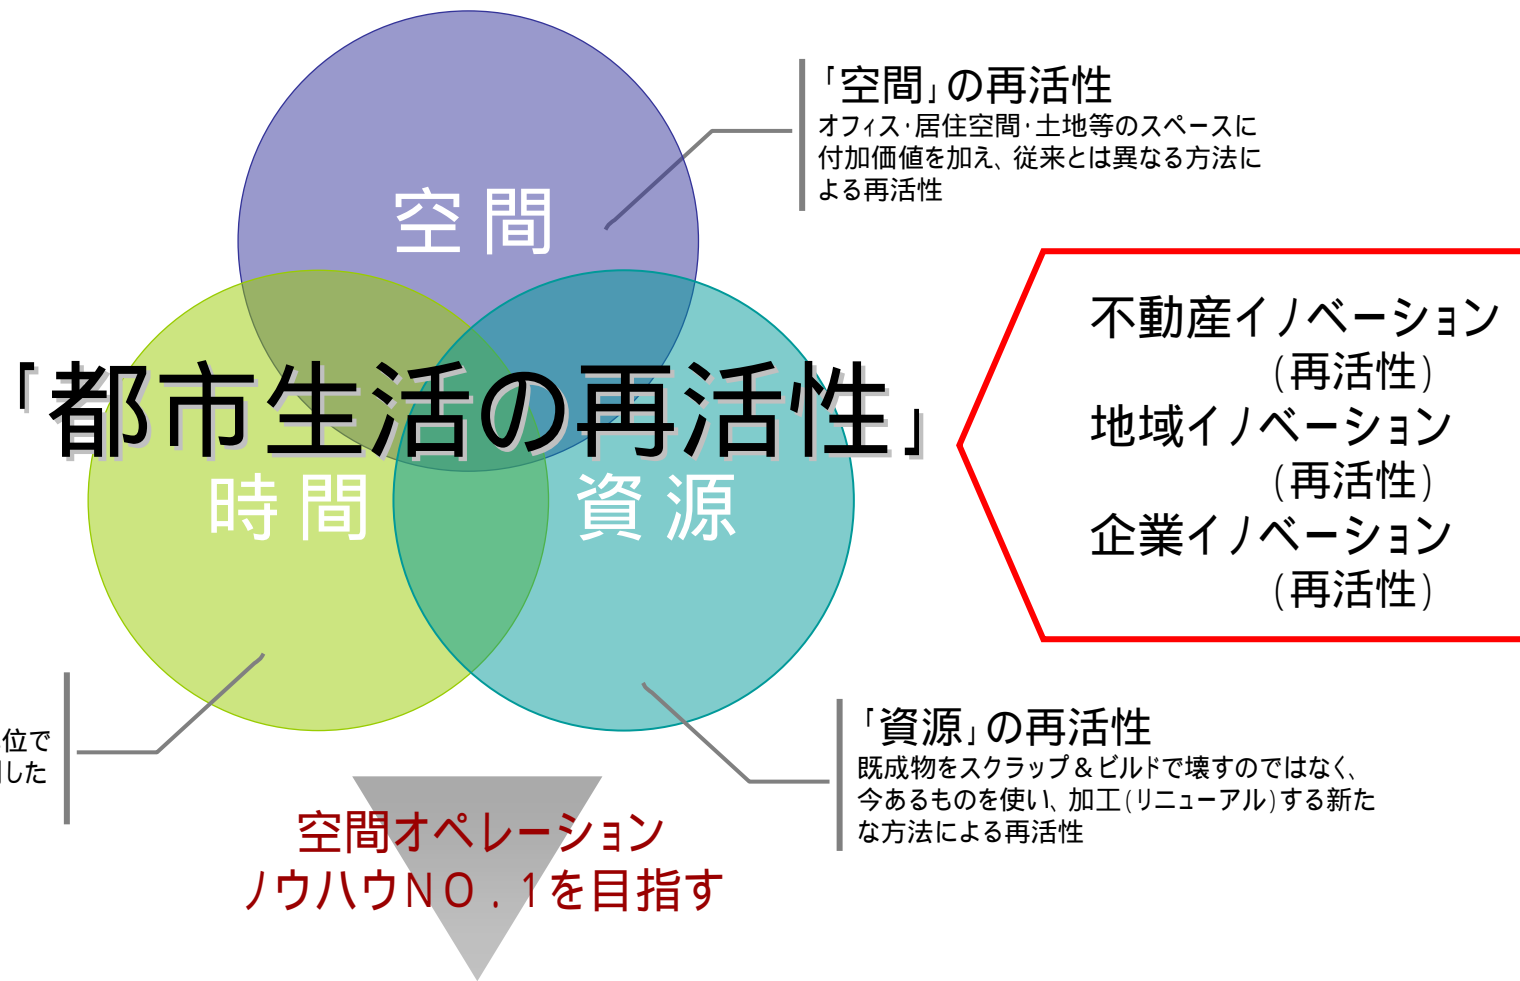 「空間」の再活性
オフィス・居住空間・土地等のスペースに
付加価値を加え、従来とは異なる方法に
よる再活性
空間
「都市生活の再活性」
時間
資源
不動産イノベーション
(再活性)
地域イノベーション
(再活性)
企業イノベーション
(再活性)
位で
した
「資源」の再活性
既成物をスクラップ＆ビルドで壊すのではなく、
今あるものを使い、加工(リニューアル)する新た
な方法による再活性
空間オペレーション
ノウハウNO．1を目指す